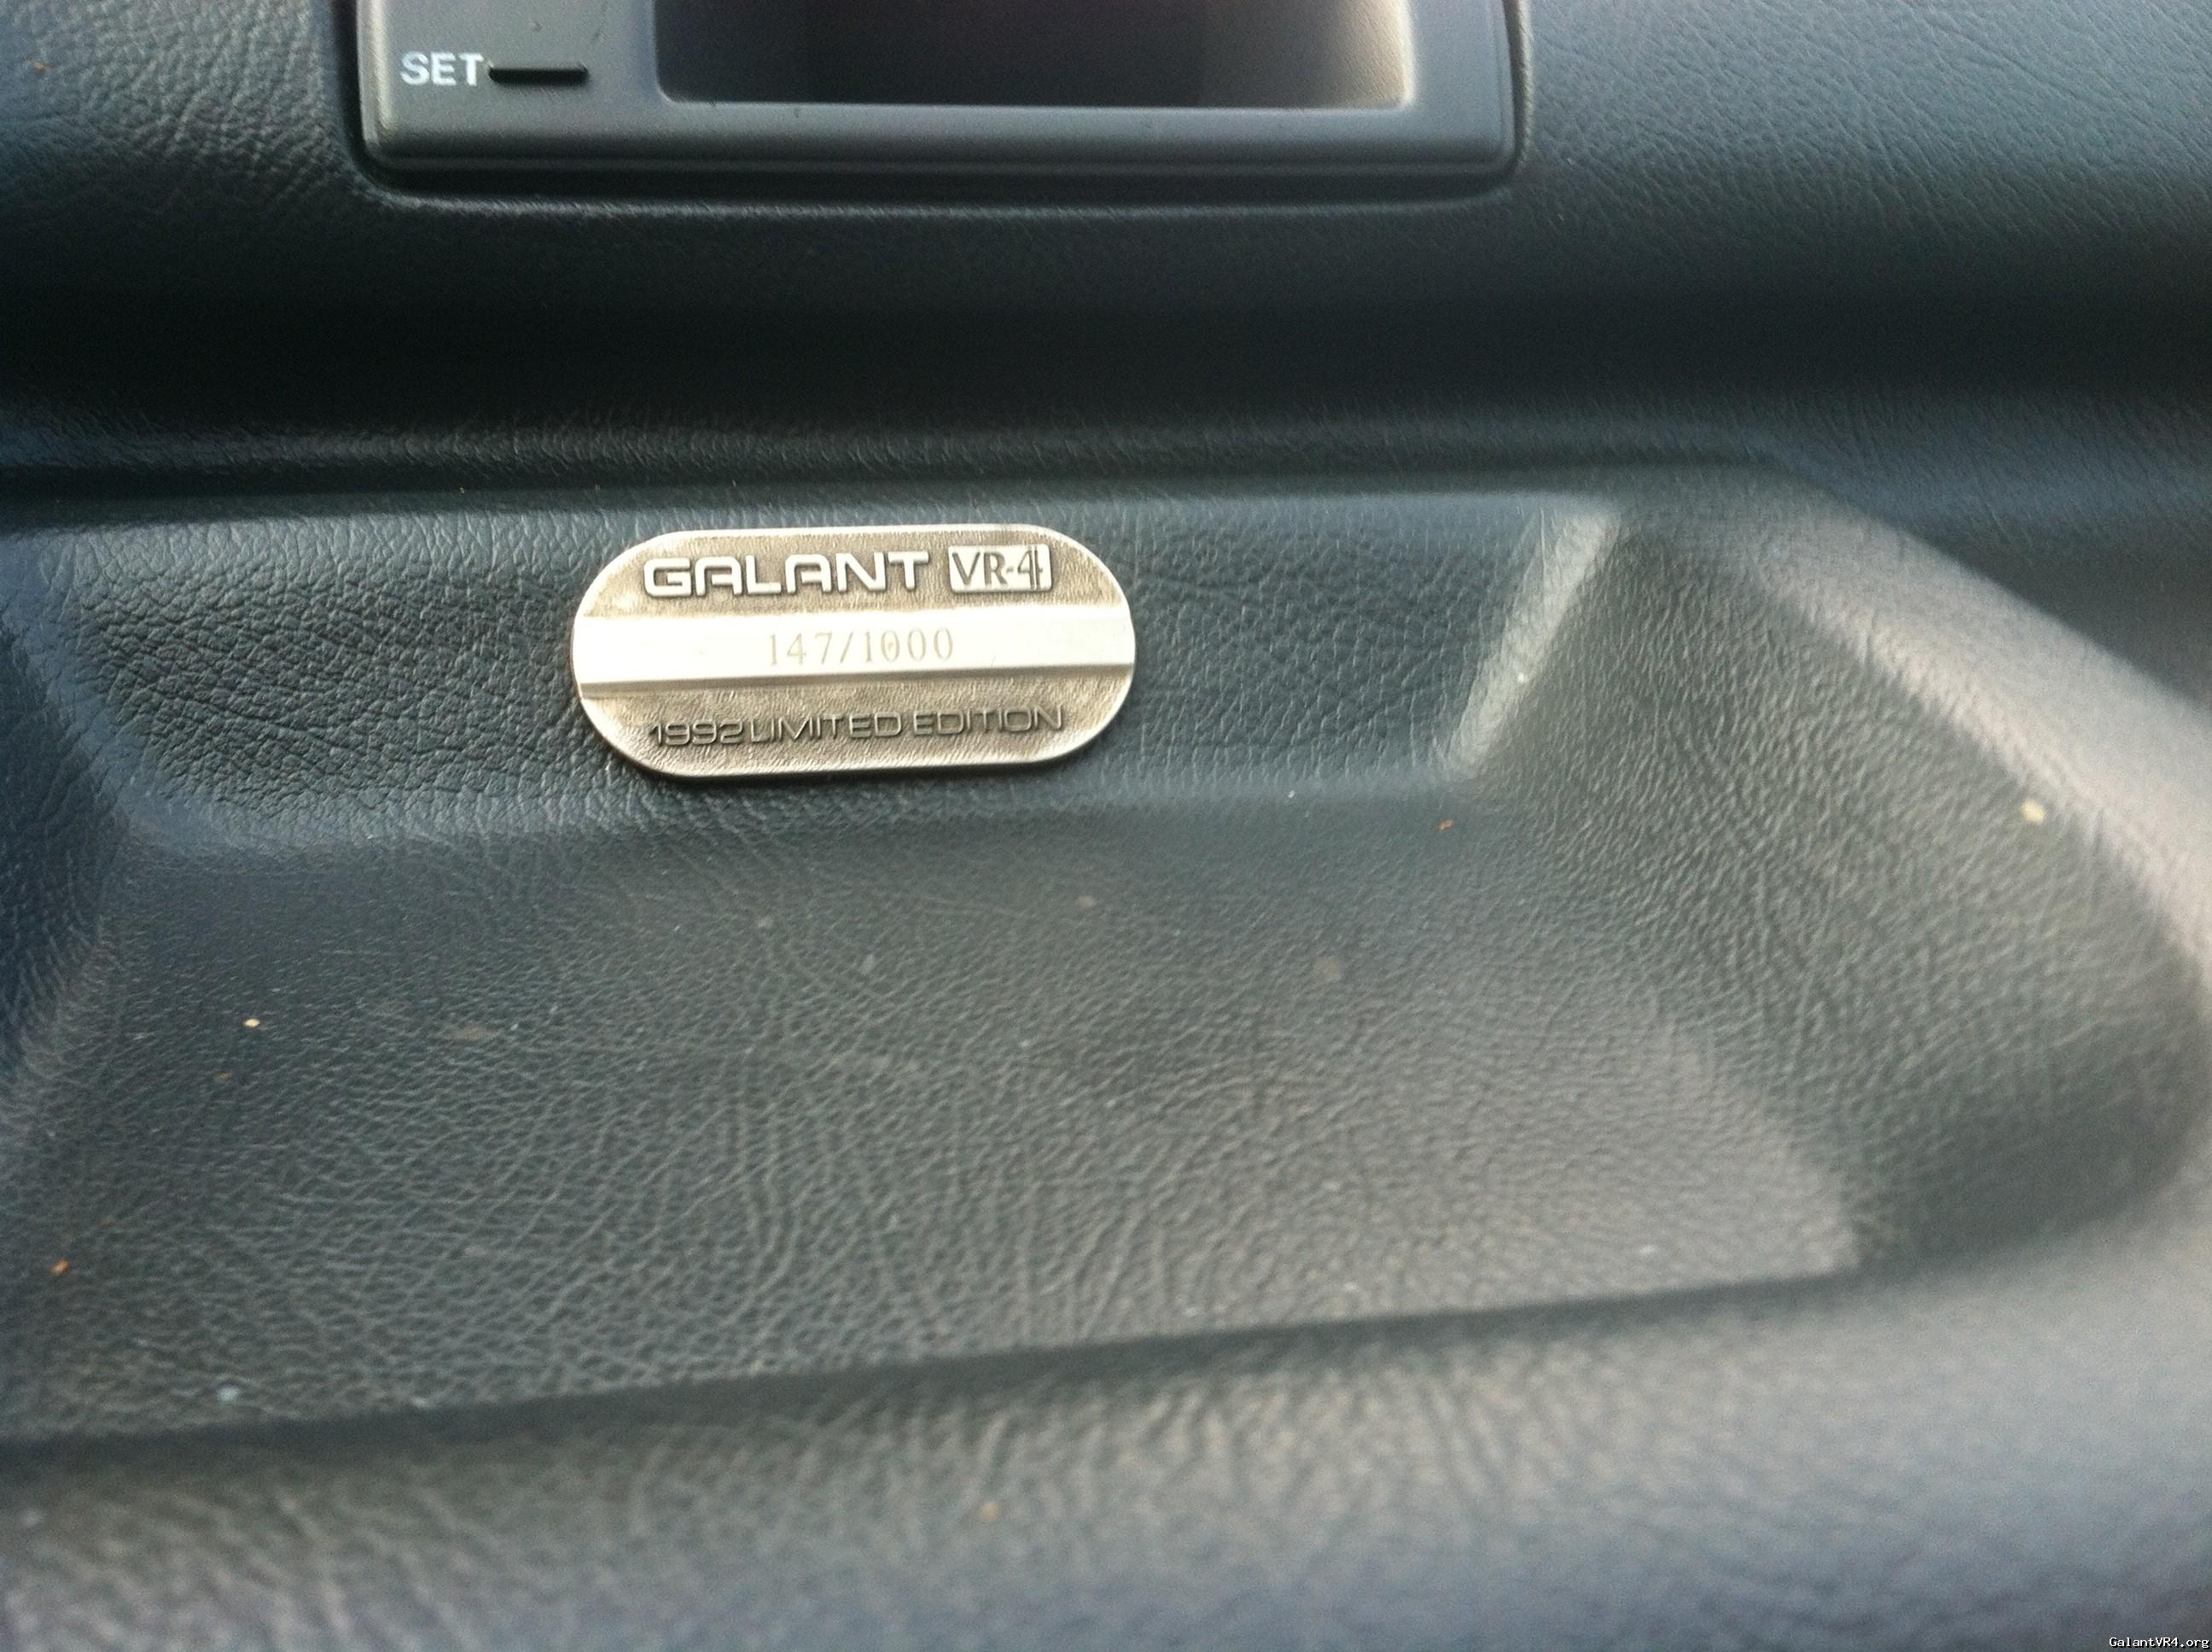 SET
GALANT VR-4
147/1000
1992 LIMITED EDITION
GalantVR4.org